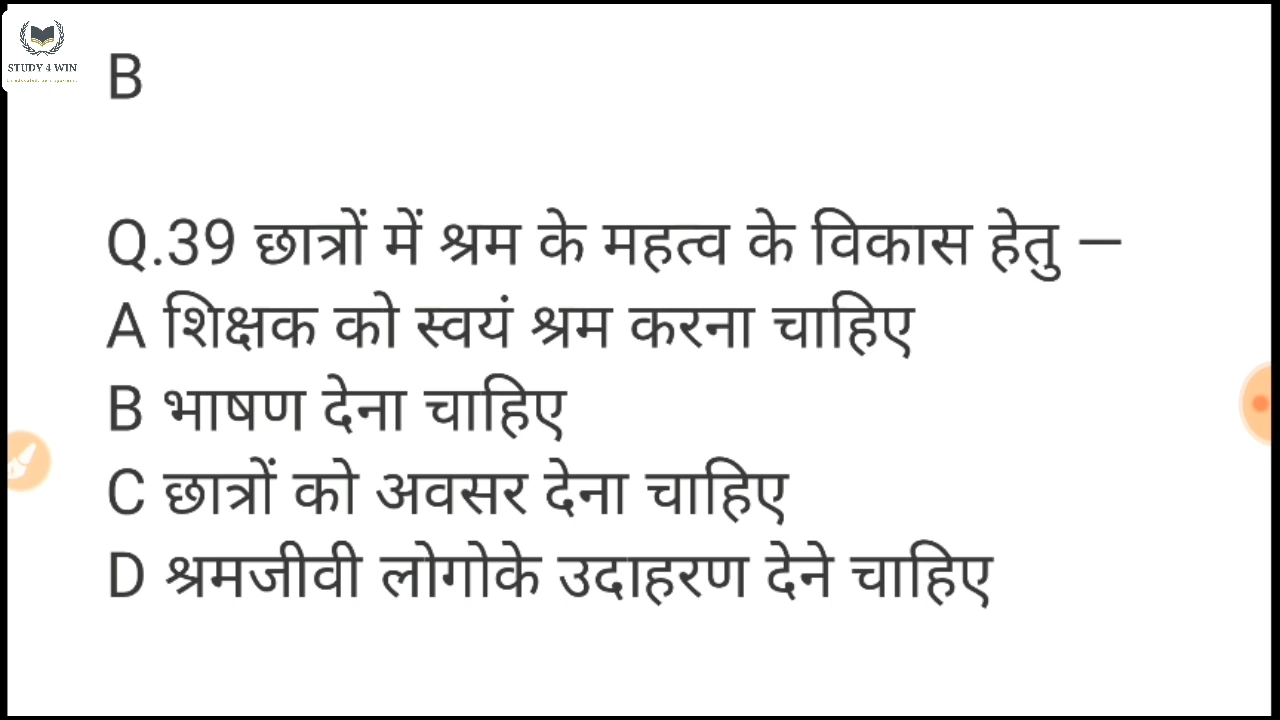 STUDY 4 WIN
B
Q.39 छात्रों में श्रम के महत्व के विकास हेतु —
A शिक्षक को स्वयं श्रम करना चाहिए
B भाषण देना चाहिए
C छात्रों को अवसर देना चाहिए
D श्रमजीवी लोगोके उदाहरण देने चाहिए